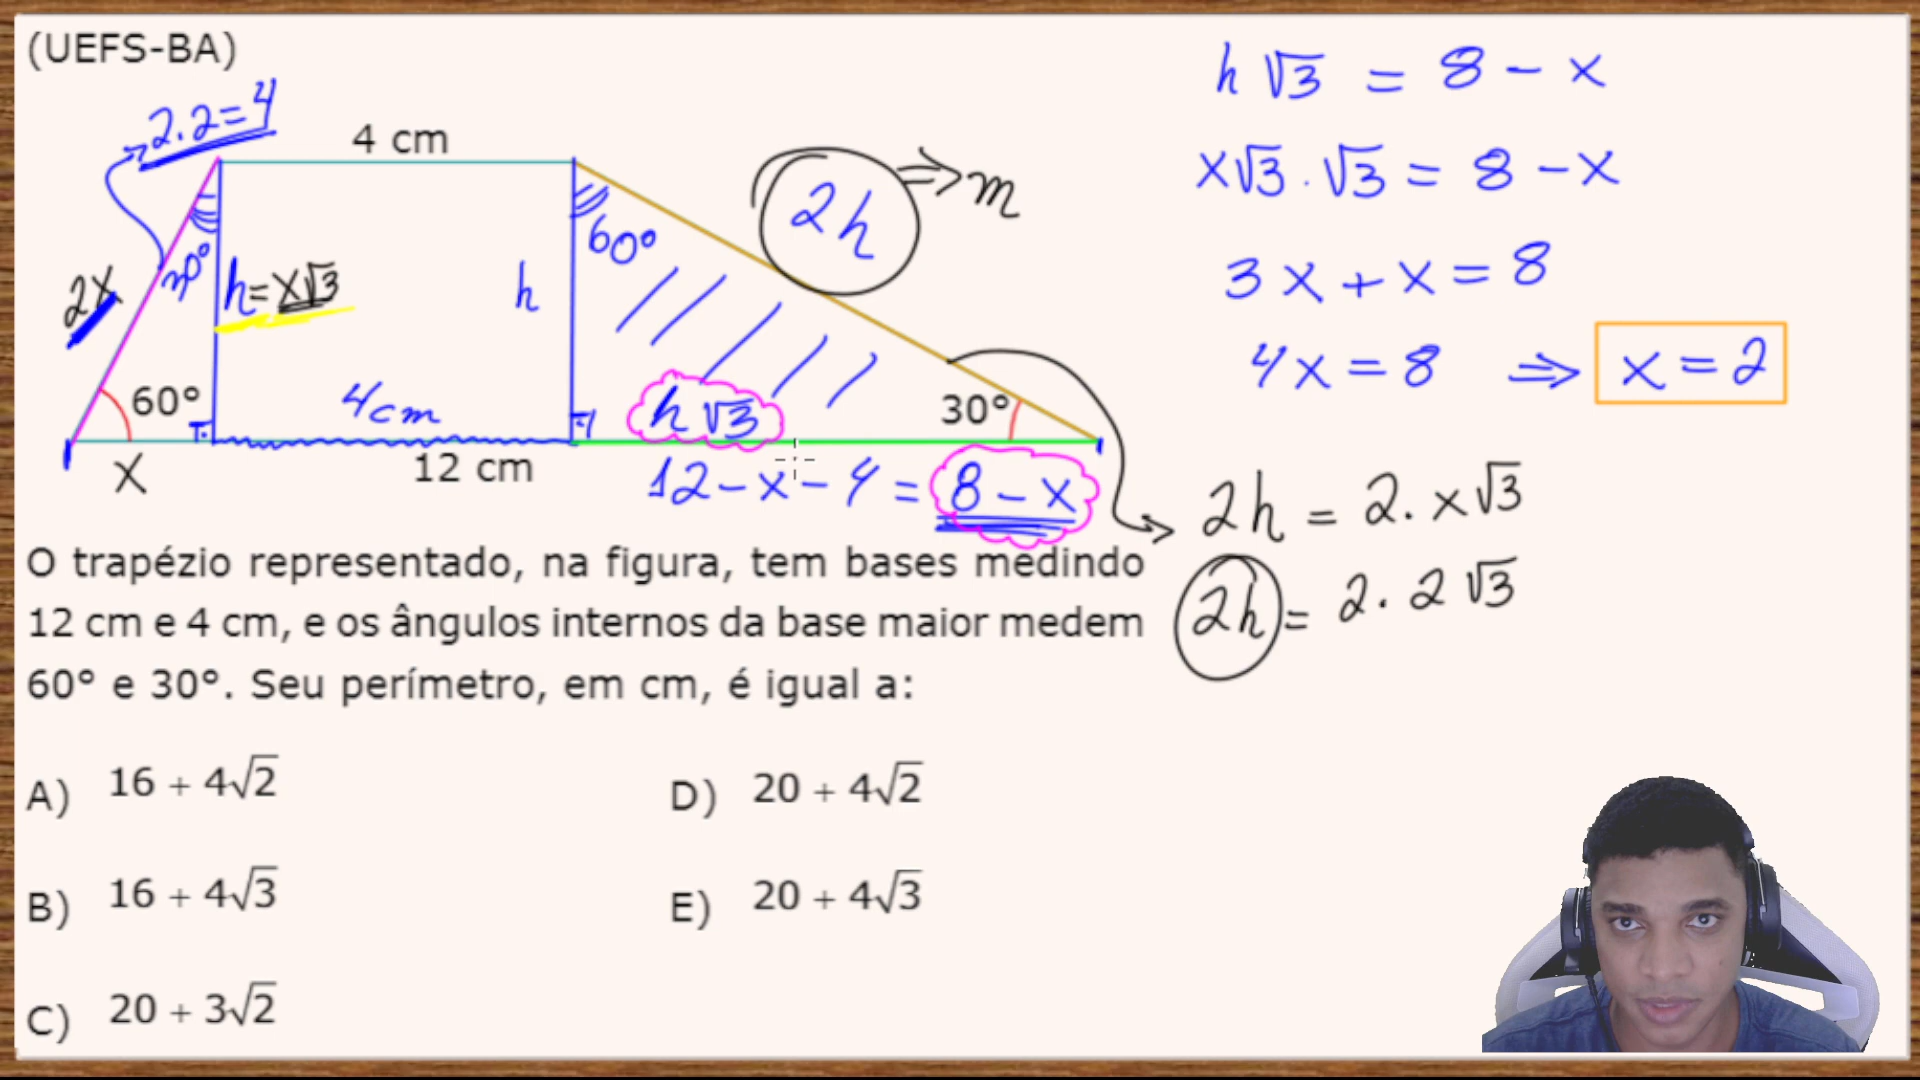 (UEFS-BA)
2.2=4
4 cm
2h
m
2x
30°
h=x√3
h
60°
60°
4cm
h√3
30°
x
12 cm
12-x-4=8-x
h√3 = 8-x
x√3.√3 = 8-x
3x+x=8
4x=8 ⇒ x=2
2h = 2.x√3
2h = 2.2√3
O trapézio representado, na figura, tem bases medindo
12 cm e 4 cm, e os ângulos internos da base maior medem
60° e 30°. Seu perímetro, em cm, é igual a:
A) 16 + 4√2
B) 16 + 4√3
C) 20 + 3√2
D) 20 + 4√2
E) 20 + 4√3